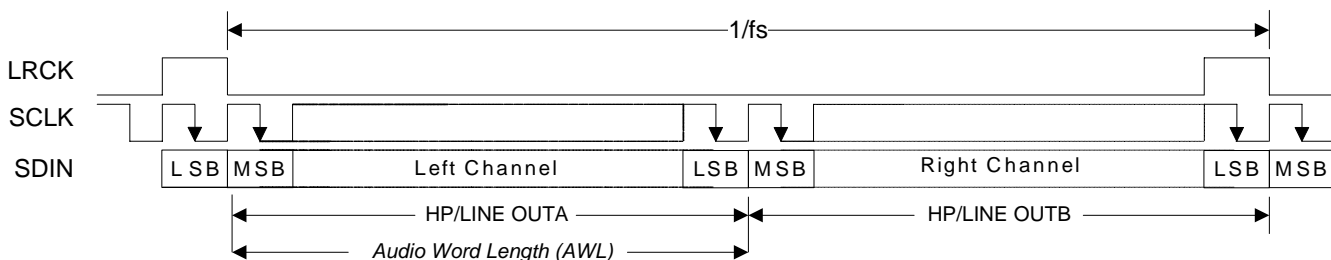 1/fs
LRCK
SCLK
SDIN LSB MSB Left Channel LSB MSB Right Channel LSB MSB
HP/LINE OUTA HP/LINE OUTB
Audio Word Length (AWL)